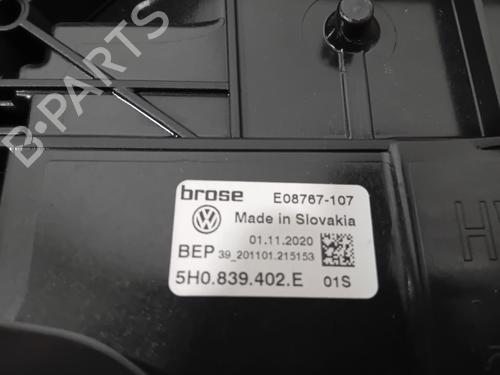 B-PARTS
brose E08767-107
Made in Slovakia
01.11.2020
BEP 39_201101.215153
5H0.839.402.E 01S